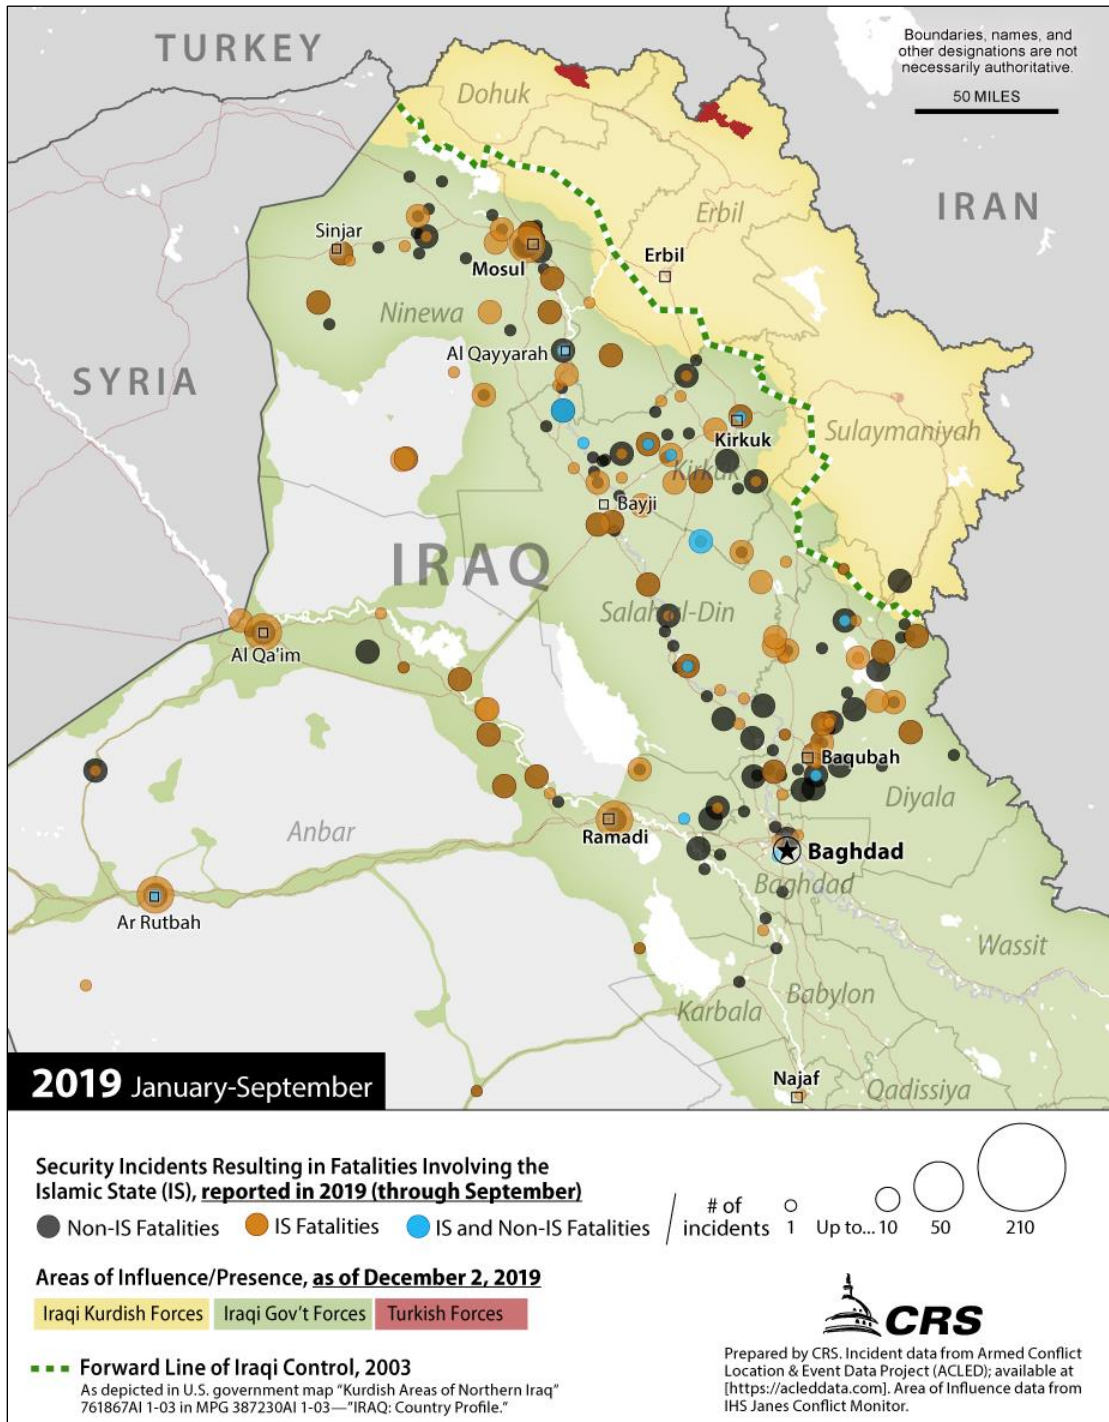 TURKEY
Boundaries, names, and
other designations are not
necessarily authoritative.
50 MILES
Dohuk
IRAN
Erbil
Sinjar
Mosul
Erbil
Ninewa
Al Qayyarah
SYRIA
Kirkuk
Sulaymaniyah
Kirkuk
Bayji
IRAQ
Salah al-Din
Al Qa'im
Baqubah
Diyala
Anbar
Ramadi
Baghdad
Baghdad
Ar Rutbah
Wassit
Babylon
Karbala
2019 January-September
Najaf
Qadissiya
Security Incidents Resulting in Fatalities Involving the
Islamic State (IS), reported in 2019 (through September)
Non-IS Fatalities IS Fatalities IS and Non-IS Fatalities
# of
incidents 1 Up to... 10 50 210
Areas of Influence/Presence, as of December 2, 2019
Iraqi Kurdish Forces Iraqi Gov't Forces Turkish Forces
CRS
Forward Line of Iraqi Control, 2003
As depicted in U.S. government map "Kurdish Areas of Northern Iraq"
761867AI 1-03 in MPG 387230AI 1-03—"IRAQ: Country Profile."
Prepared by CRS. Incident data from Armed Conflict
Location & Event Data Project (ACLED); available at
[https://acleddata.com]. Area of Influence data from
IHS Janes Conflict Monitor.